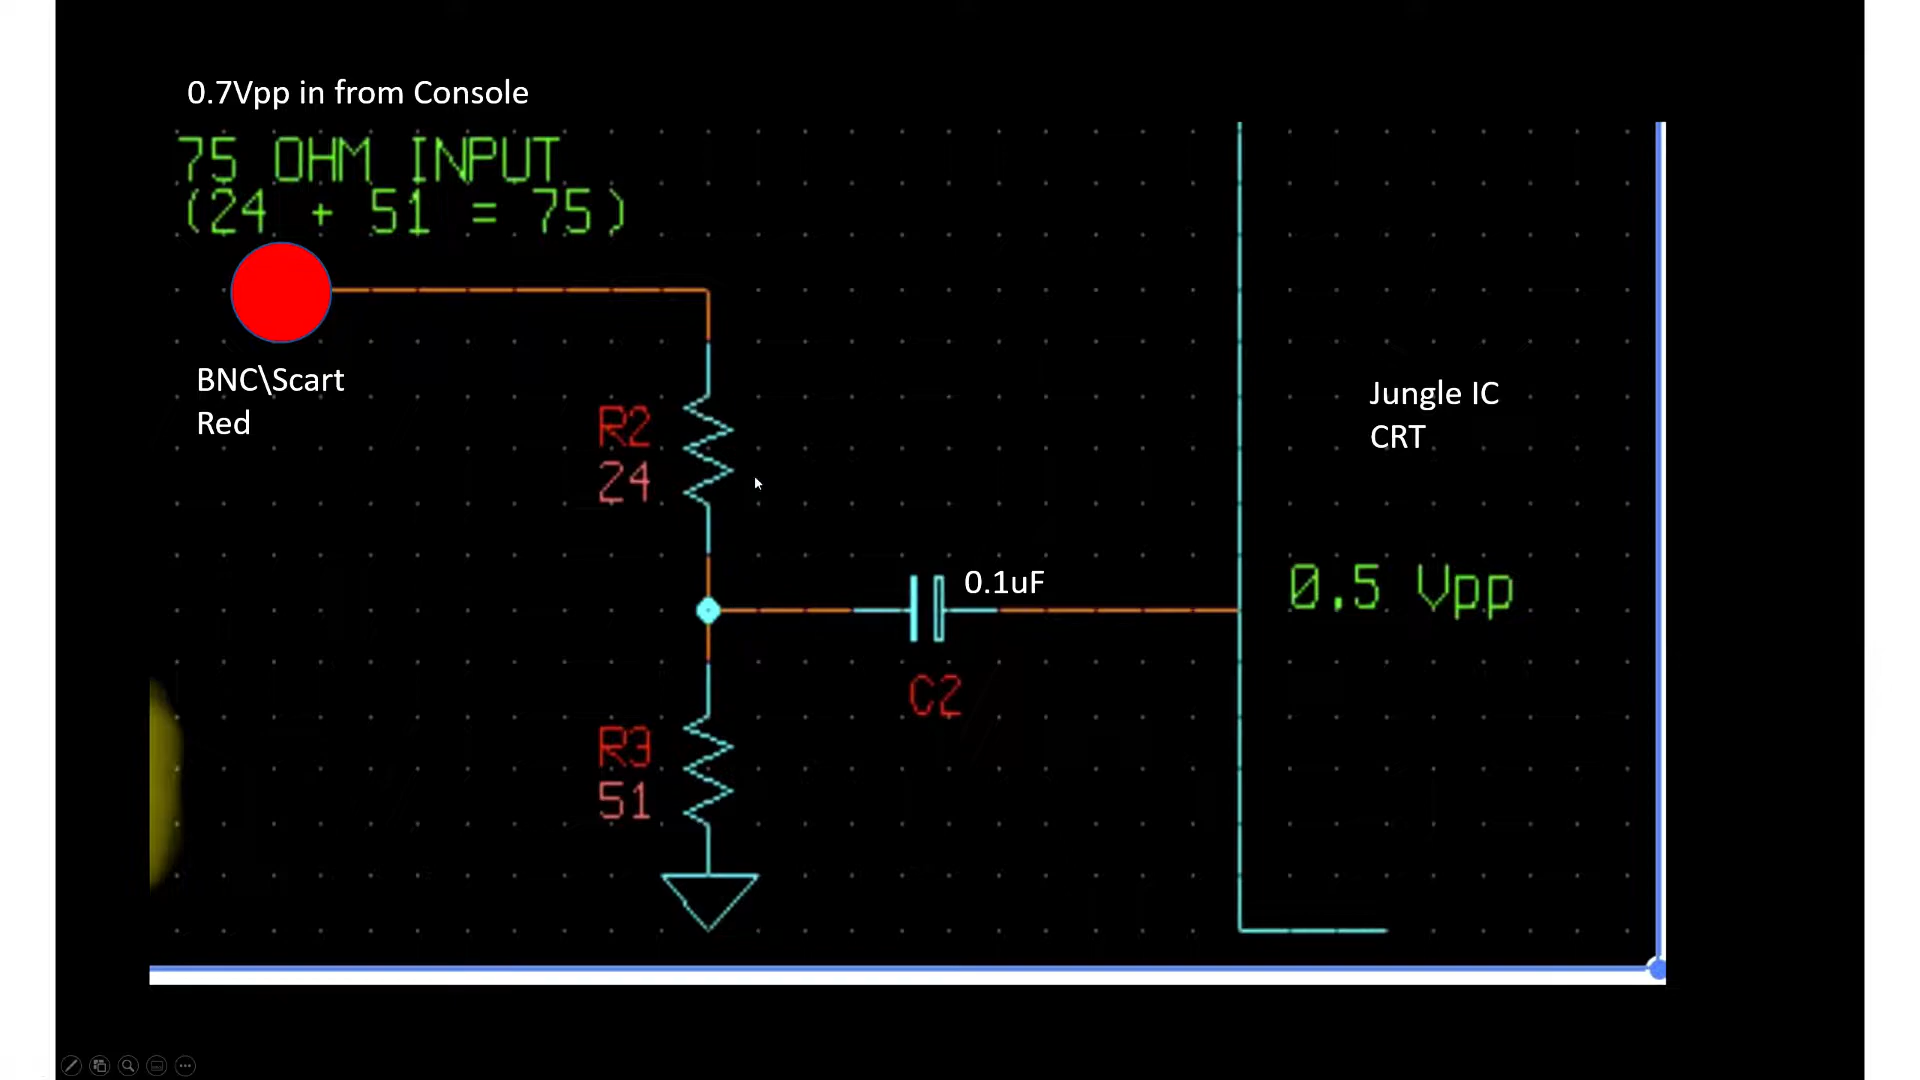 0.7Vpp in from Console
75 OHM INPUT
(24 + 51 = 75)
BNC\Scart
Red
R2
24
Jungle IC
CRT
0.1uF
0.5 Vpp
C2
R3
51